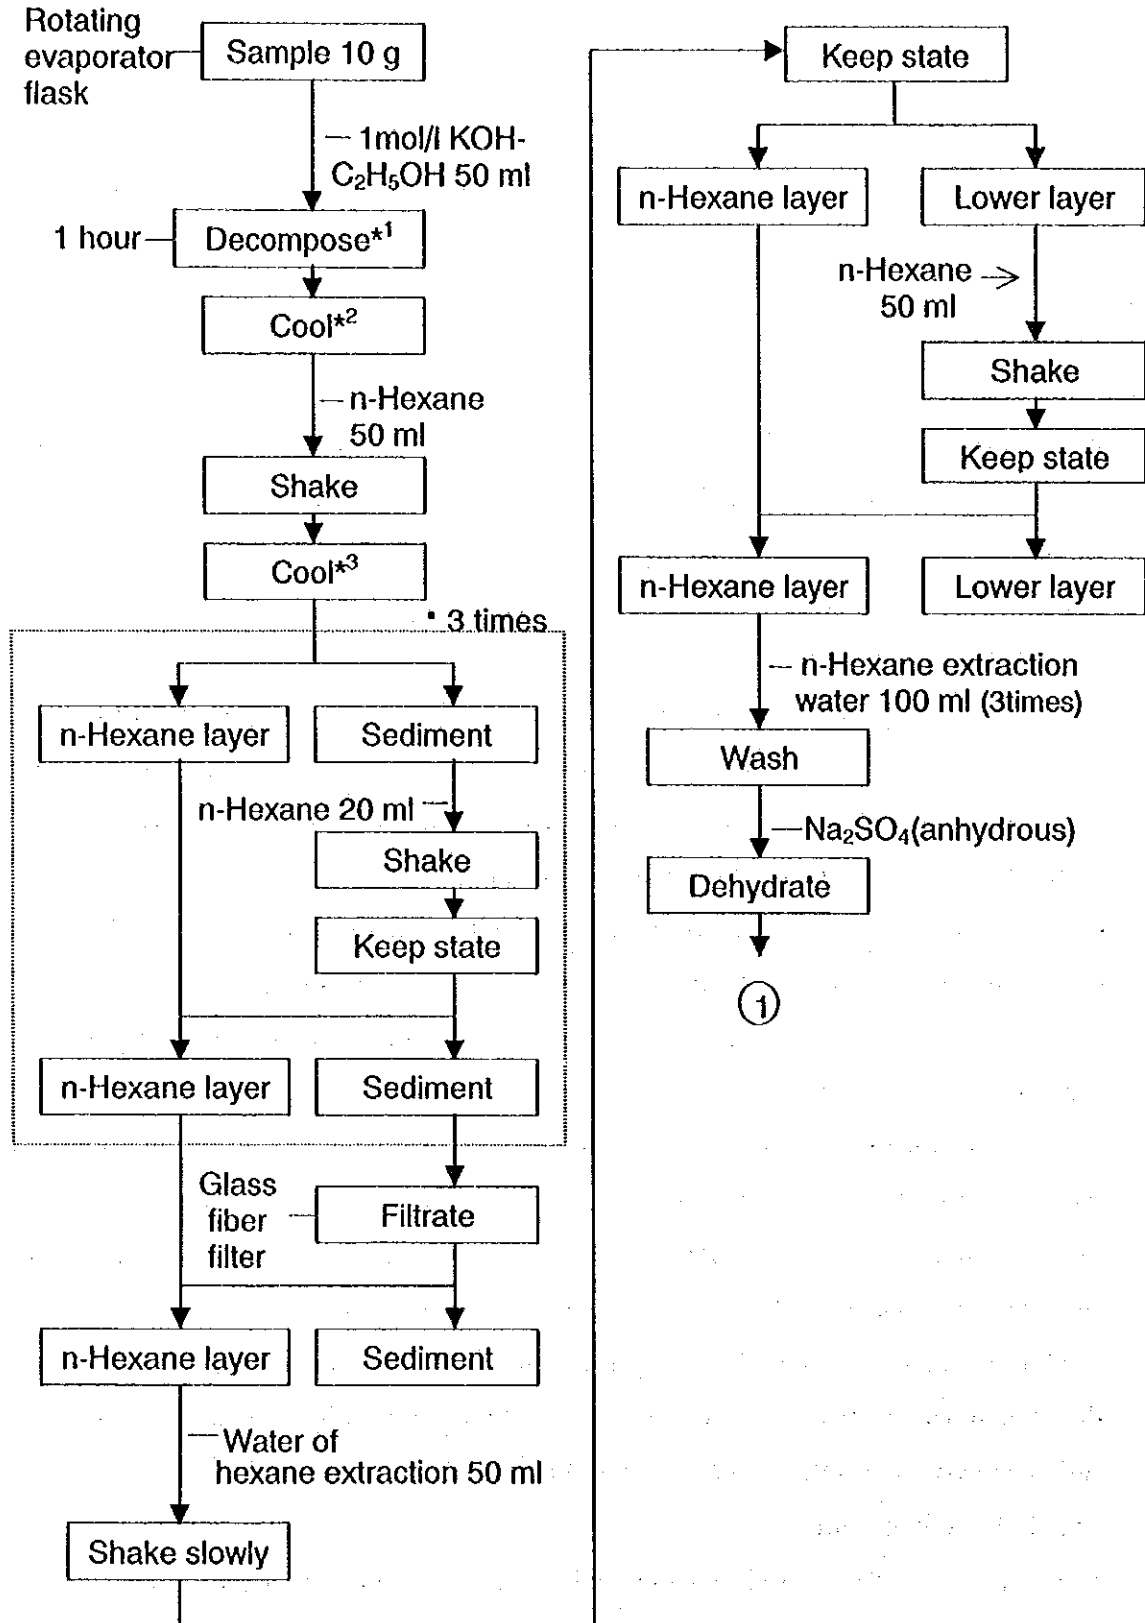 Rotating
evaporator
flask
Sample 10 g
1mol/l KOH-
C₂H₅OH 50 ml
1 hour
Decompose*¹
Cool*²
n-Hexane
50 ml
Shake
Cool*³
* 3 times
n-Hexane layer
Sediment
n-Hexane 20 ml
Shake
Keep state
n-Hexane layer
Sediment
Glass
fiber
filter
Filtrate
n-Hexane layer
Sediment
Water of
hexane extraction 50 ml
Shake slowly
Keep state
n-Hexane layer
Lower layer
n-Hexane
50 ml
Shake
Keep state
n-Hexane layer
Lower layer
n-Hexane extraction
water 100 ml (3times)
Wash
Na₂SO₄(anhydrous)
Dehydrate
1